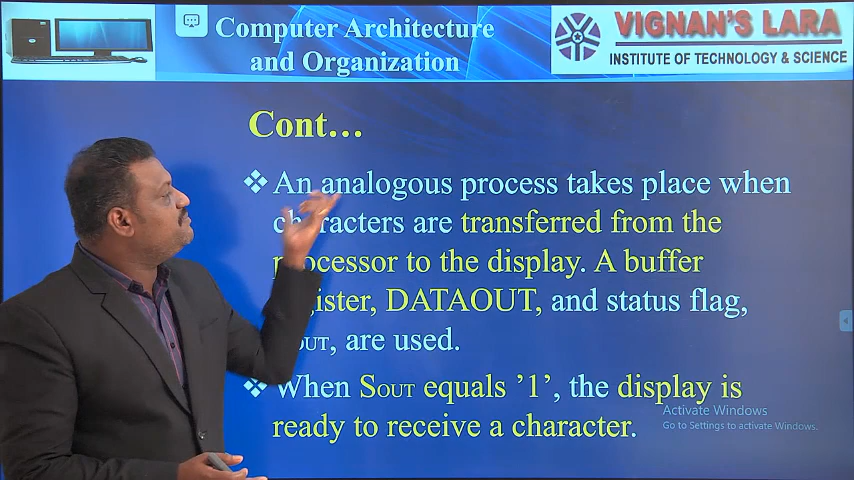 Computer Architecture
and Organization
VIGNAN'S LARA
INSTITUTE OF TECHNOLOGY & SCIENCE
Cont…
❖ An analogous process takes place when
characters are transferred from the
processor to the display. A buffer
register, DATAOUT, and status flag,
SOUT, are used.
❖ When SOUT equals ’1’, the display is
ready to receive a character.
Activate Windows
Go to Settings to activate Windows.